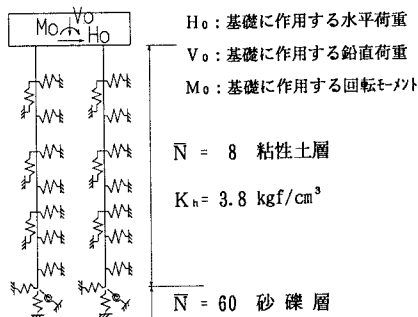 Vo
Mo
Ho
Ho：基礎に作用する水平荷重
Vo：基礎に作用する鉛直荷重
Mo：基礎に作用する回転モーメント
N̅ = 8 粘性土層
Kh = 3.8 kgf/cm³
N̅ = 60 砂礫層